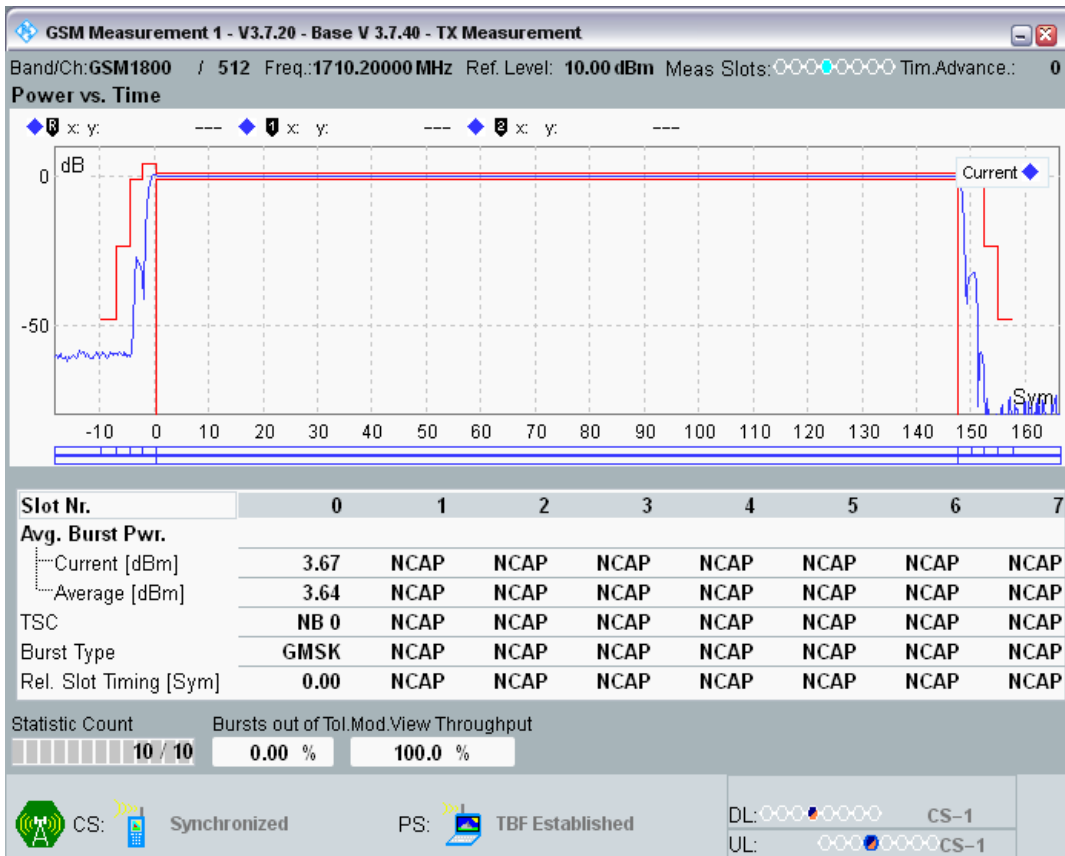 GSM Measurement 1 - V3.7.20 - Base V 3.7.40 - TX Measurement
Band/Ch:GSM1800 / 512 Freq.:1710.20000 MHz Ref. Level: 10.00 dBm Meas Slots: Tim.Advance.: 0
Power vs. Time
R x: y: --- 1 x: y: --- 2 x: y: ---
dB
Current
0
-50
Sym
-10 0 10 20 30 40 50 60 70 80 90 100 110 120 130 140 150 160
Slot Nr. 0 1 2 3 4 5 6 7
Avg. Burst Pwr.
Current [dBm] 3.67 NCAP NCAP NCAP NCAP NCAP NCAP NCAP
Average [dBm] 3.64 NCAP NCAP NCAP NCAP NCAP NCAP NCAP
TSC NB 0 NCAP NCAP NCAP NCAP NCAP NCAP NCAP
Burst Type GMSK NCAP NCAP NCAP NCAP NCAP NCAP NCAP
Rel. Slot Timing [Sym] 0.00 NCAP NCAP NCAP NCAP NCAP NCAP NCAP
Statistic Count Bursts out of Tol.Mod.View Throughput
10 / 10 0.00 % 100.0 %
CS: Synchronized PS: TBF Established
DL: CS-1
UL: CS-1